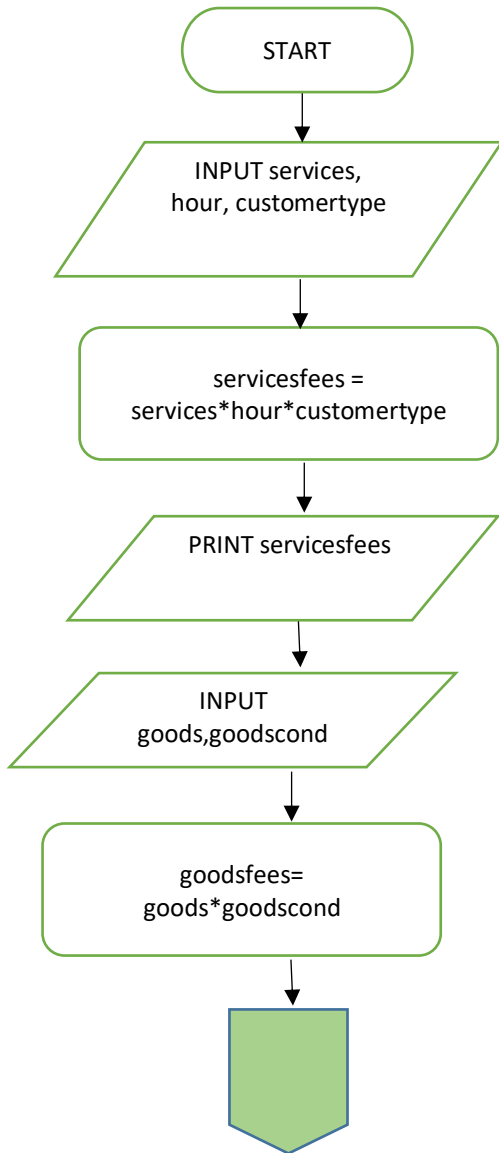 START
INPUT services,
hour, customertype
servicesfees =
services*hour*customertype
PRINT servicesfees
INPUT
goods,goodscond
goodsfees=
goods*goodscond